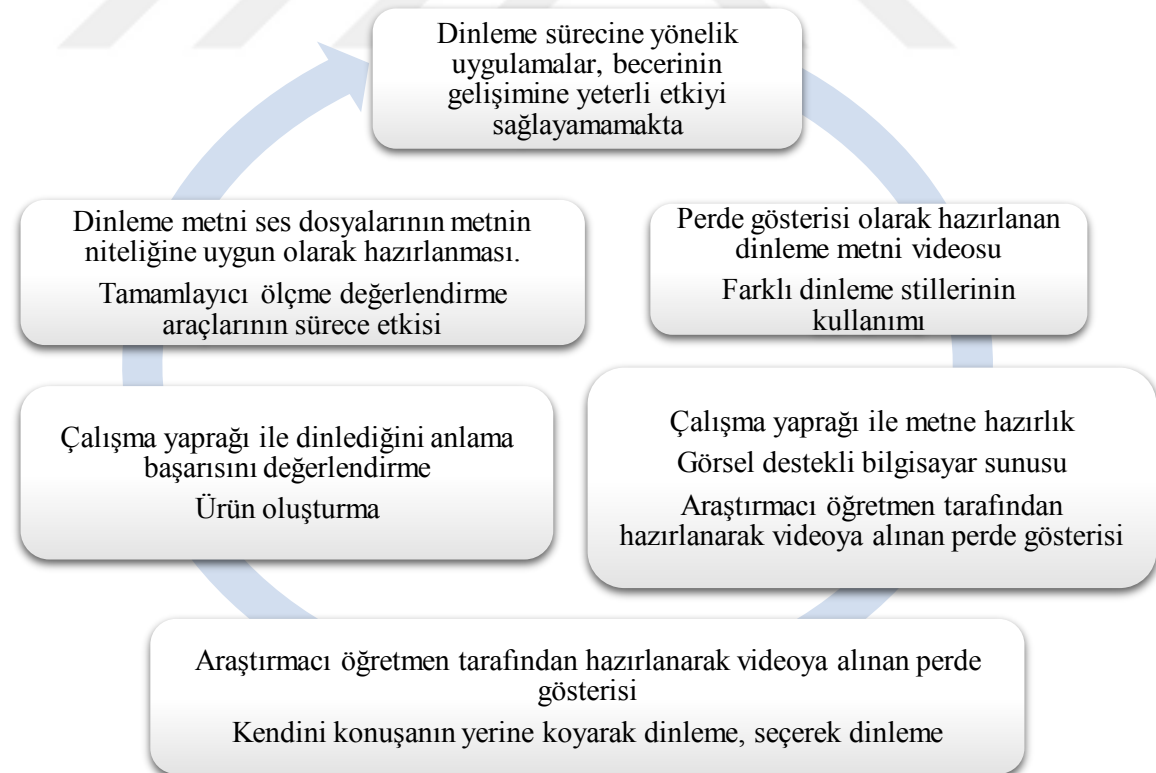 Dinleme sürecine yönelik
uygulamalar, becerinin
gelişimine yeterli etkiyi
sağlayamamakta
Perde gösterisi olarak hazırlanan
dinleme metni videosu
Farklı dinleme stillerinin
kullanımı
Çalışma yaprağı ile metne hazırlık
Görsel destekli bilgisayar sunusu
Araştırmacı öğretmen tarafından
hazırlanarak videoya alınan perde gösterisi
Araştırmacı öğretmen tarafından hazırlanarak videoya alınan perde
gösterisi
Kendini konuşanın yerine koyarak dinleme, seçerek dinleme
Çalışma yaprağı ile dinlediğini anlama
başarısını değerlendirme
Ürün oluşturma
Dinleme metni ses dosyalarının metnin
niteliğine uygun olarak hazırlanması.
Tamamlayıcı ölçme değerlendirme
araçlarının sürece etkisi